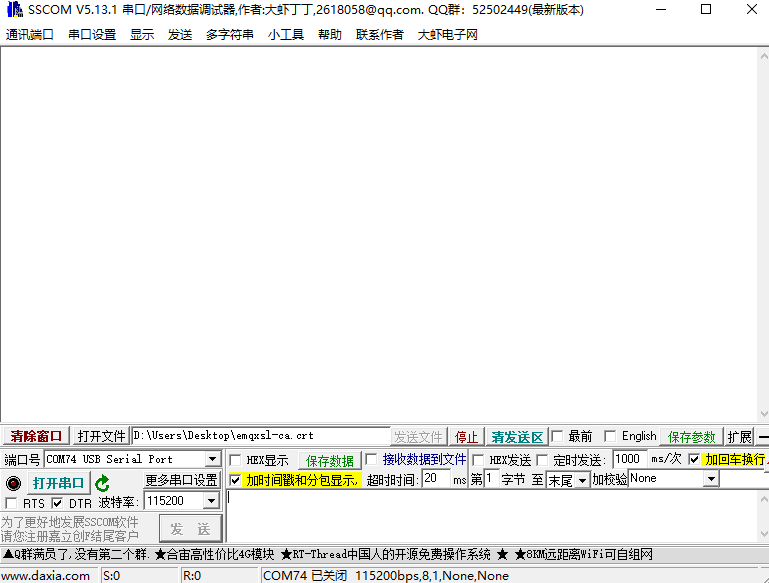 SSCOM V5.13.1 串口/网络数据调试器,作者:大虾丁丁,2618058@qq.com. QQ群: 52502449(最新版本)
通讯端口 串口设置 显示 发送 多字符串 小工具 帮助 联系作者 大虾电子网
清除窗口 打开文件 D:\Users\Desktop\emqxsl-ca.crt 发送文件 停止 清发送区 最前 English 保存参数 扩展 —
端口号 COM74 USB Serial Port HEX显示 保存数据 接收数据到文件 HEX发送 定时发送: 1000 ms/次 加回车换行
打开串口 更多串口设置 加时间戳和分包显示, 超时时间: 20 ms 第1 字节 至 末尾 加校验 None
RTS DTR 波特率: 115200
为了更好地发展SSCOM软件
请您注册嘉立创F结尾客户
发 送
▲Q群满员了,没有第二个群. ★合宙高性价比4G模块 ★RT-Thread中国人的开源免费操作系统 ★ ★8KM远距离WiFi可自组网
www.daxia.com S:0 R:0 COM74 已关闭 115200bps,8,1,None,None